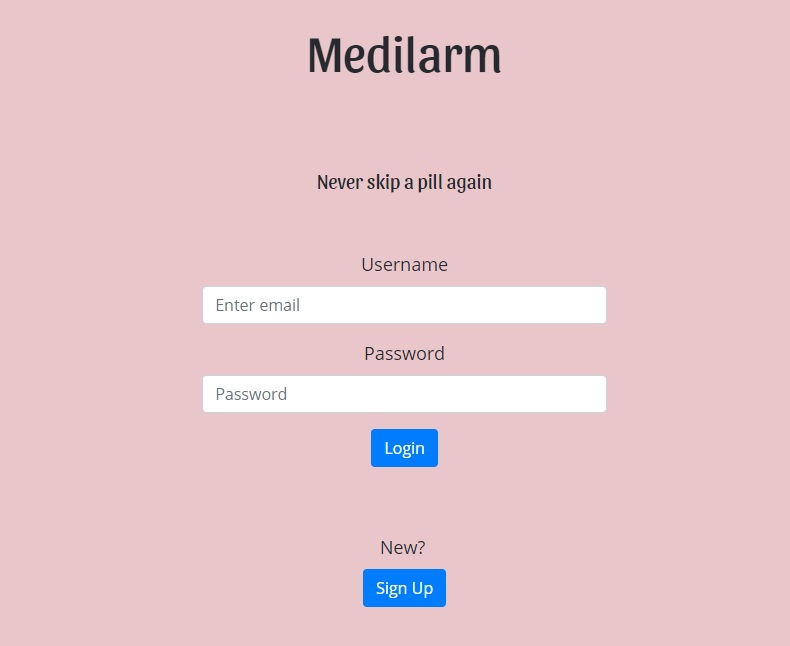 Medilarm
Never skip a pill again
Username
Enter email
Password
Password
Login
New?
Sign Up